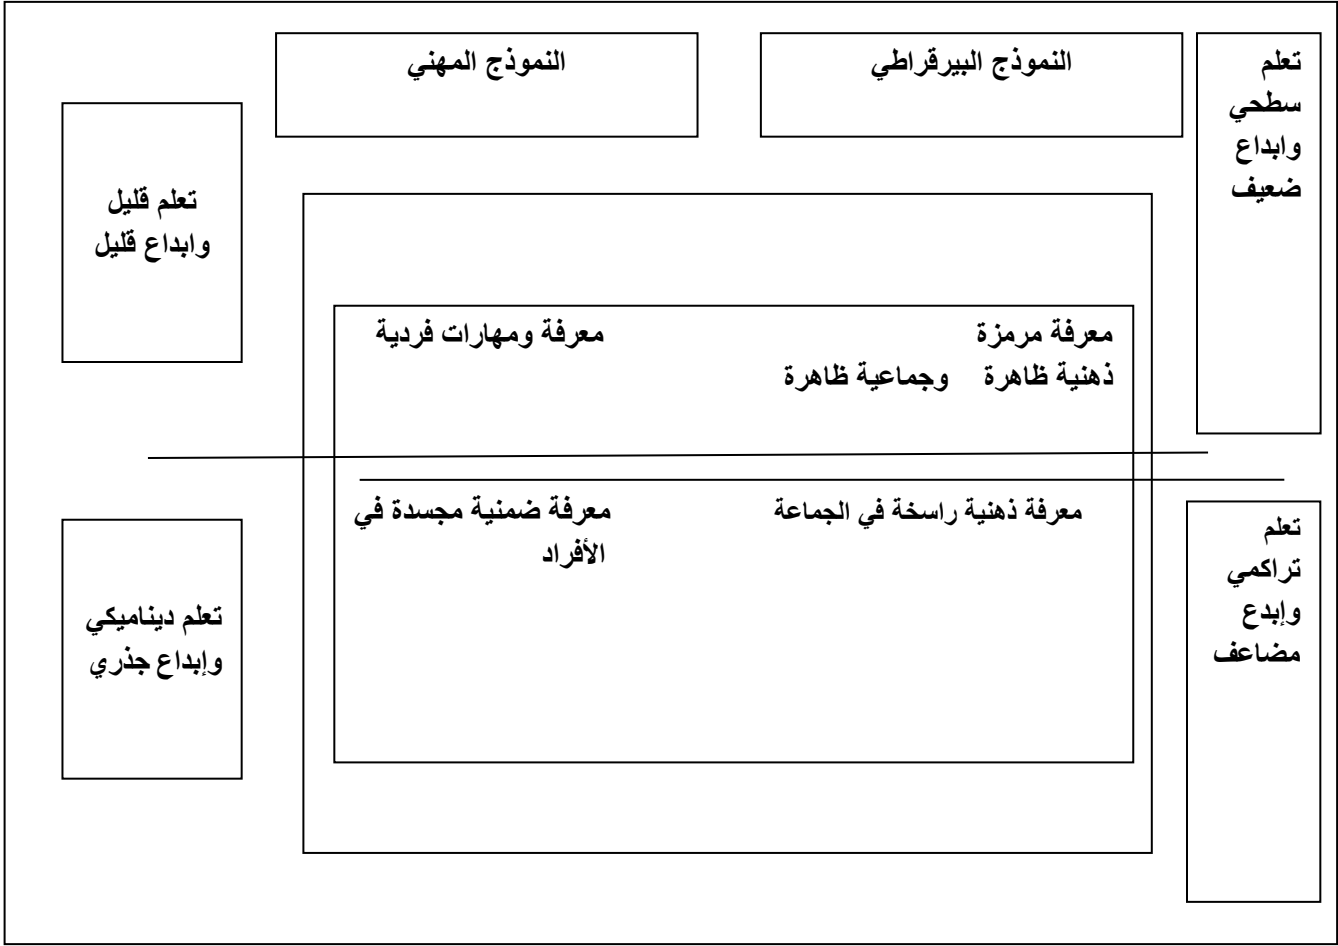 النموذج البيرقراطي
النموذج المهني
تعلم
سطحي
وابداع
ضعيف
تعلم قليل
وابداع قليل
معرفة مرمزة
ذهنية ظاهرة وجماعية ظاهرة
معرفة ومهارات فردية
معرفة ذهنية راسخة في الجماعة
معرفة ضمنية مجسدة في
الأفراد
تعلم
تراكمي
وإبدع
مضاعف
تعلم ديناميكي
وإبداع جذري